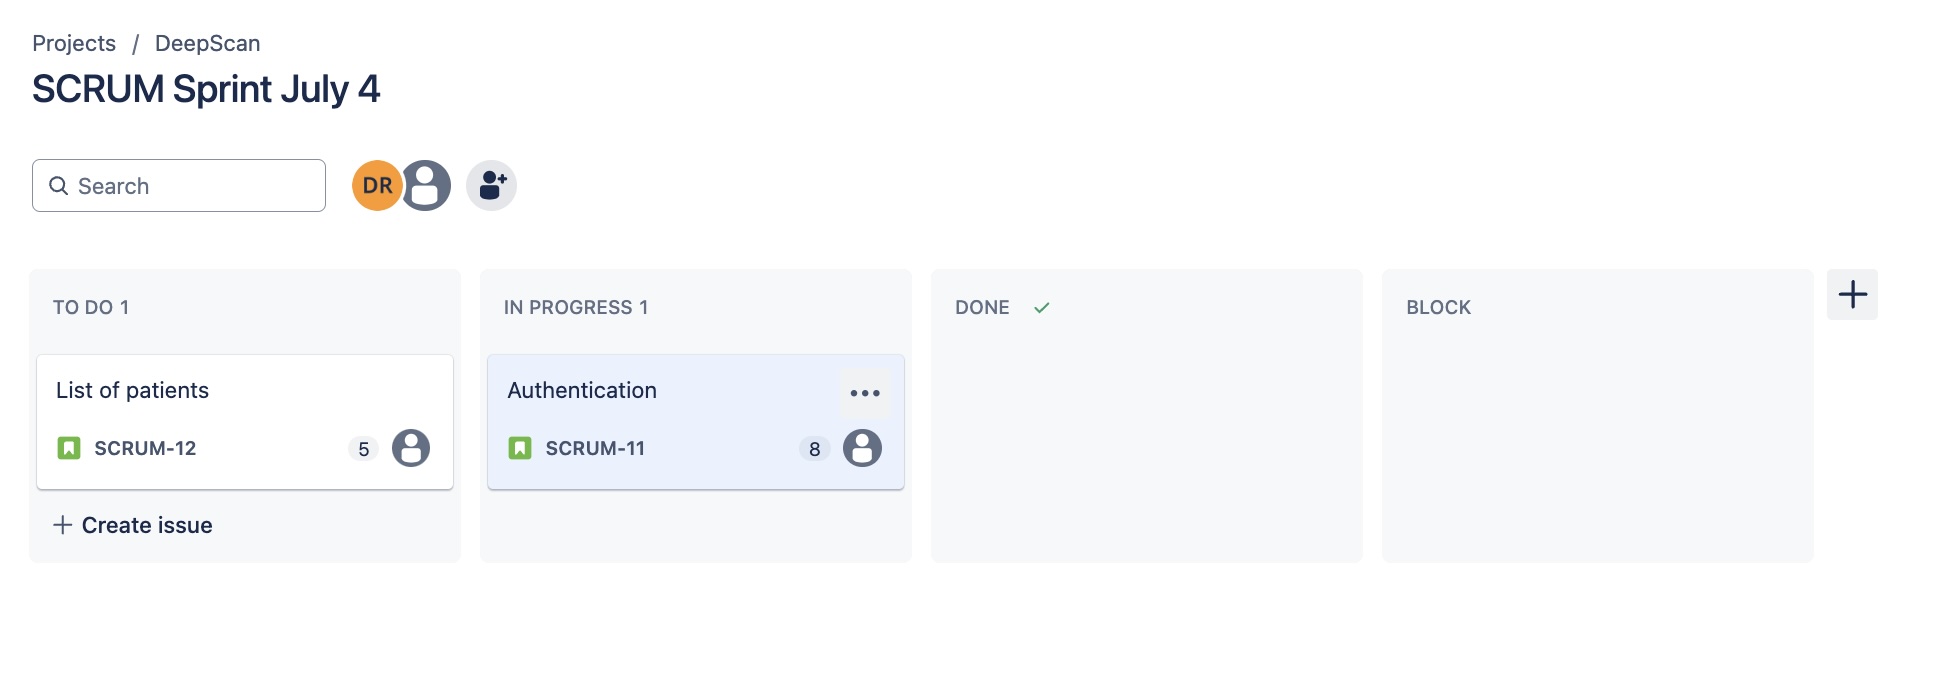 Projects / DeepScan
SCRUM Sprint July 4
Search
DR
TO DO 1
List of patients
SCRUM-12 5
Create issue
IN PROGRESS 1
Authentication
SCRUM-11 8
DONE
BLOCK